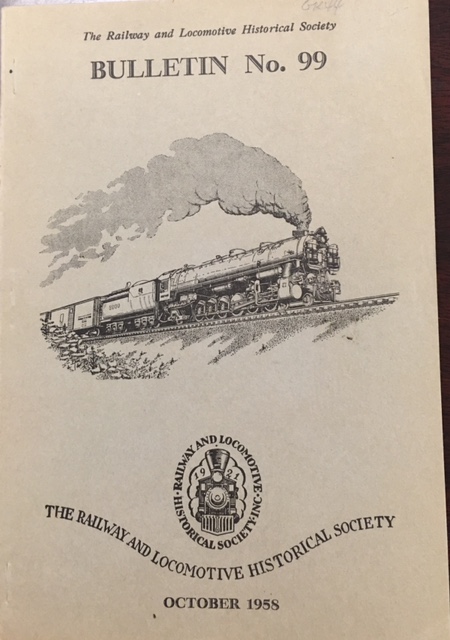 The Railway and Locomotive Historical Society
BULLETIN No. 99
RAILWAY AND LOCOMOTIVE
HISTORICAL SOCIETY·INC·
1921
THE RAILWAY AND LOCOMOTIVE HISTORICAL SOCIETY
OCTOBER 1958